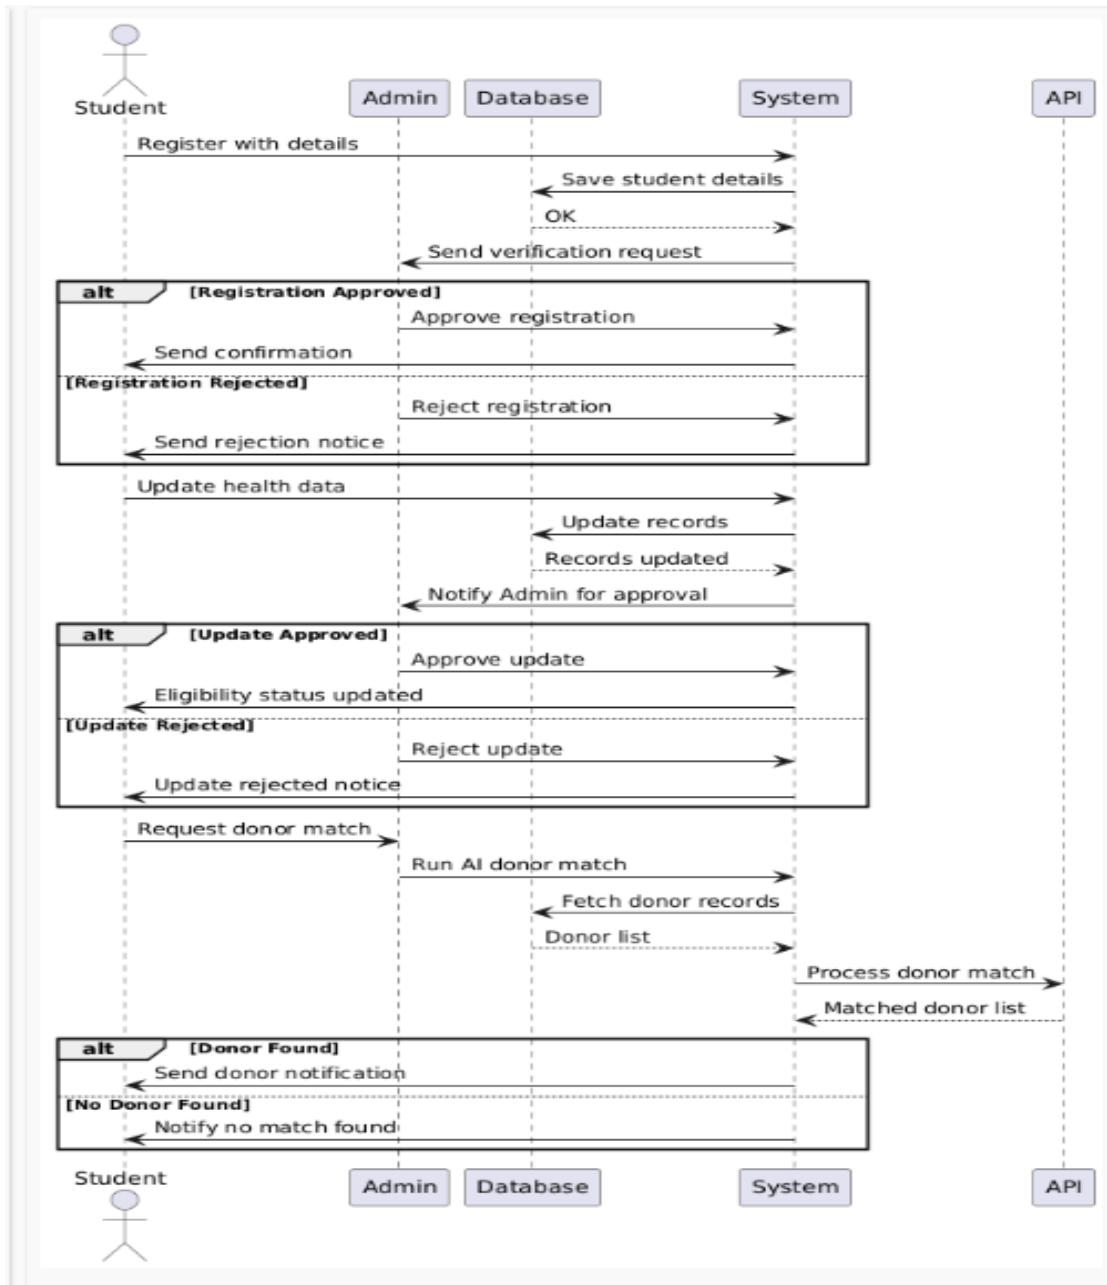 Student
Admin
Database
System
API
Register with details
Save student details
OK
Send verification request
alt [Registration Approved]
Approve registration
Send confirmation
[Registration Rejected]
Reject registration
Send rejection notice
Update health data
Update records
Records updated
Notify Admin for approval
alt [Update Approved]
Approve update
Eligibility status updated
[Update Rejected]
Reject update
Update rejected notice
Request donor match
Run AI donor match
Fetch donor records
Donor list
Process donor match
Matched donor list
alt [Donor Found]
Send donor notification
[No Donor Found]
Notify no match found
Student
Admin
Database
System
API